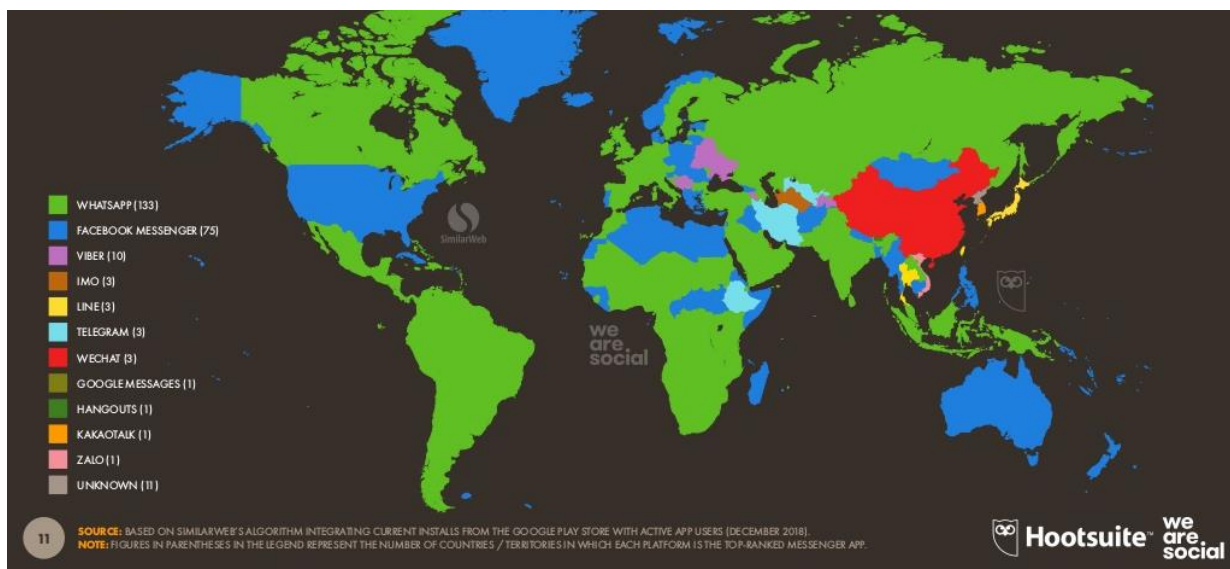 WHATSAPP (133)
FACEBOOK MESSENGER (75)
VIBER (10)
IMO (3)
LINE (3)
TELEGRAM (3)
WECHAT (3)
GOOGLE MESSAGES (1)
HANGOUTS (1)
KAKAOTALK (1)
ZALO (1)
UNKNOWN (11)
SimilarWeb
we
are
social
11
SOURCE: BASED ON SIMILARWEB'S ALGORITHM INTEGRATING CURRENT INSTALLS FROM THE GOOGLE PLAY STORE WITH ACTIVE APP USERS (DECEMBER 2018).
NOTE: FIGURES IN PARENTHESES IN THE LEGEND REPRESENT THE NUMBER OF COUNTRIES / TERRITORIES IN WHICH EACH PLATFORM IS THE TOP-RANKED MESSENGER APP.
Hootsuite™
we
are
social